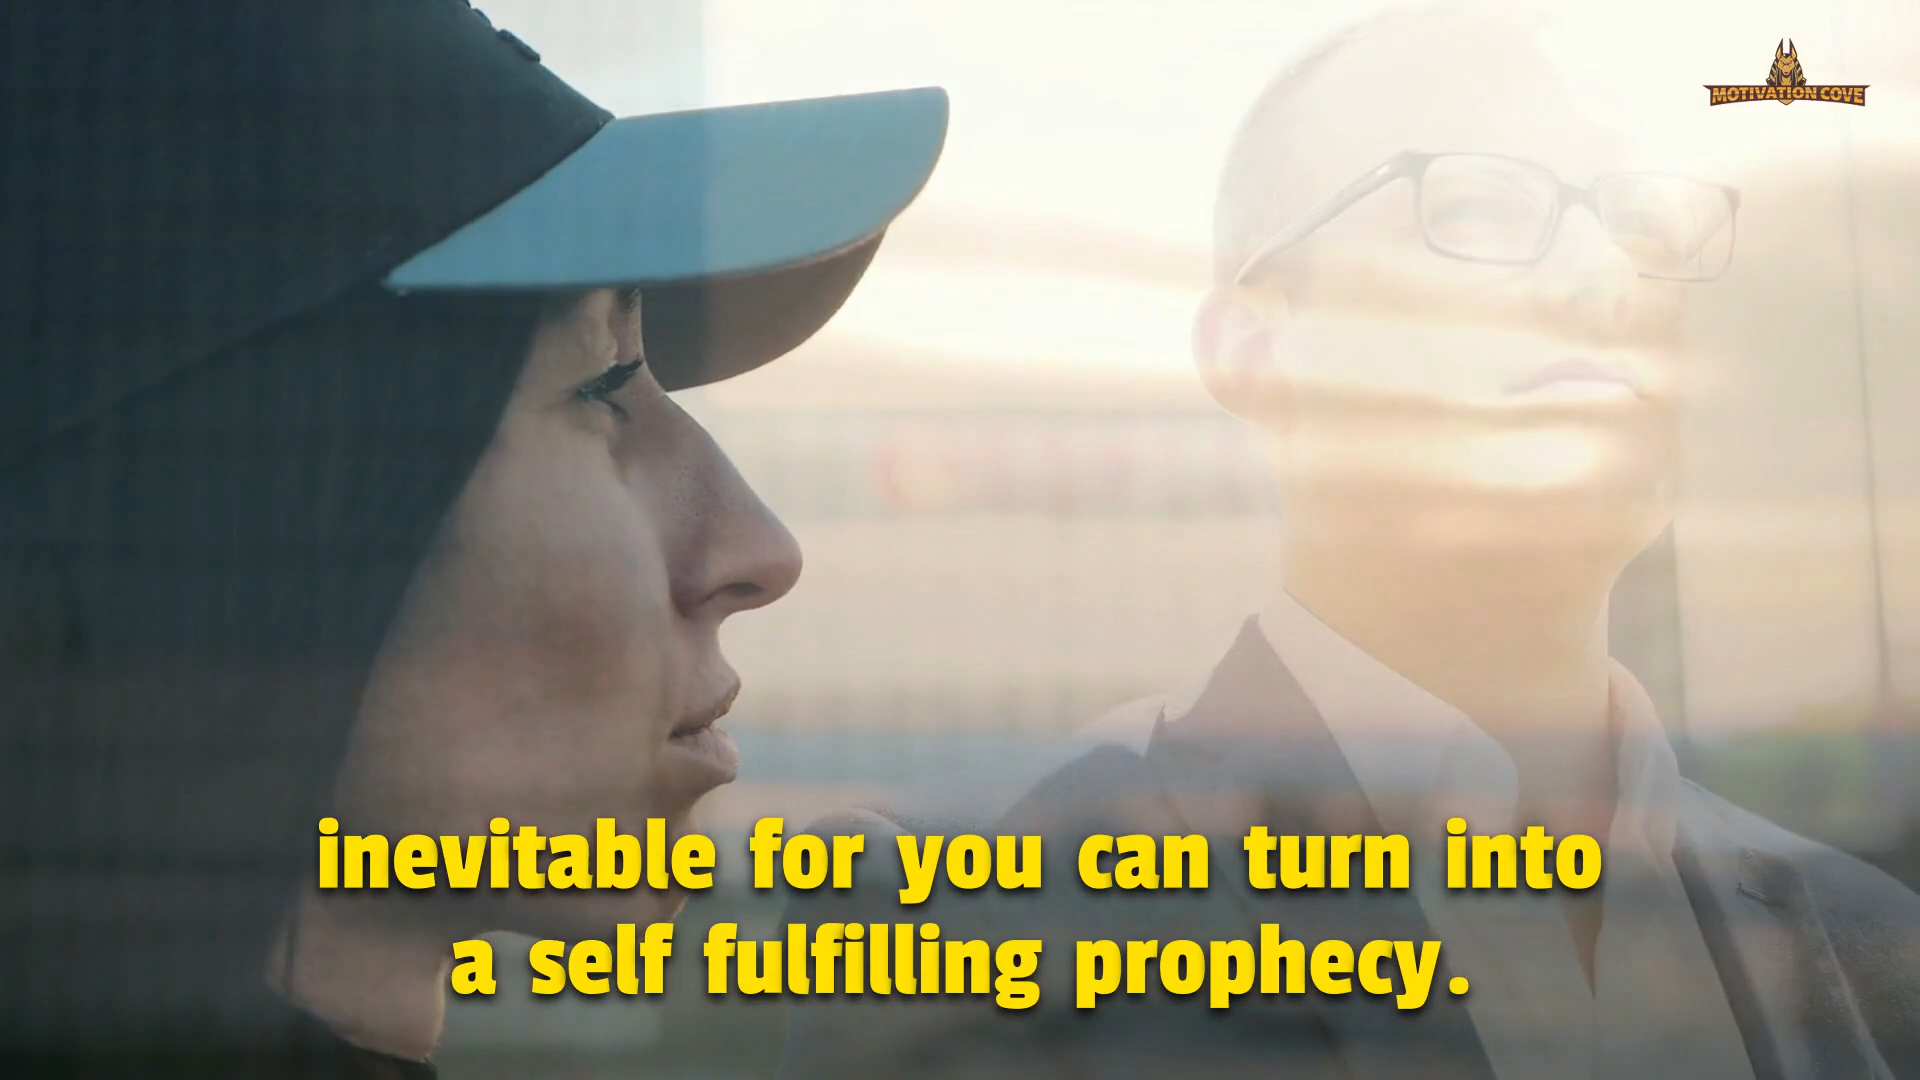 MOTIVATION COVE
inevitable for you can turn into
a self fulfilling prophecy.